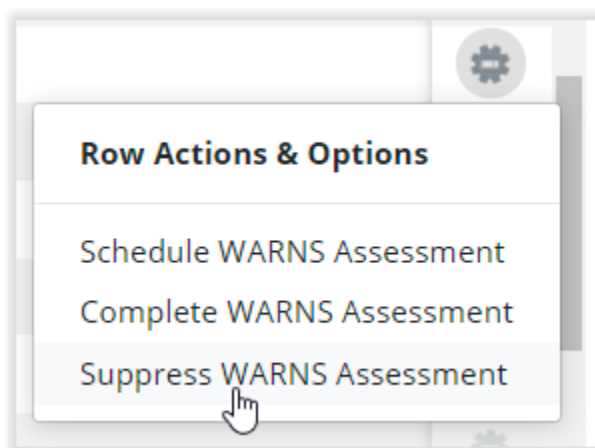 Row Actions & Options
Schedule WARNS Assessment
Complete WARNS Assessment
Suppress WARNS Assessment